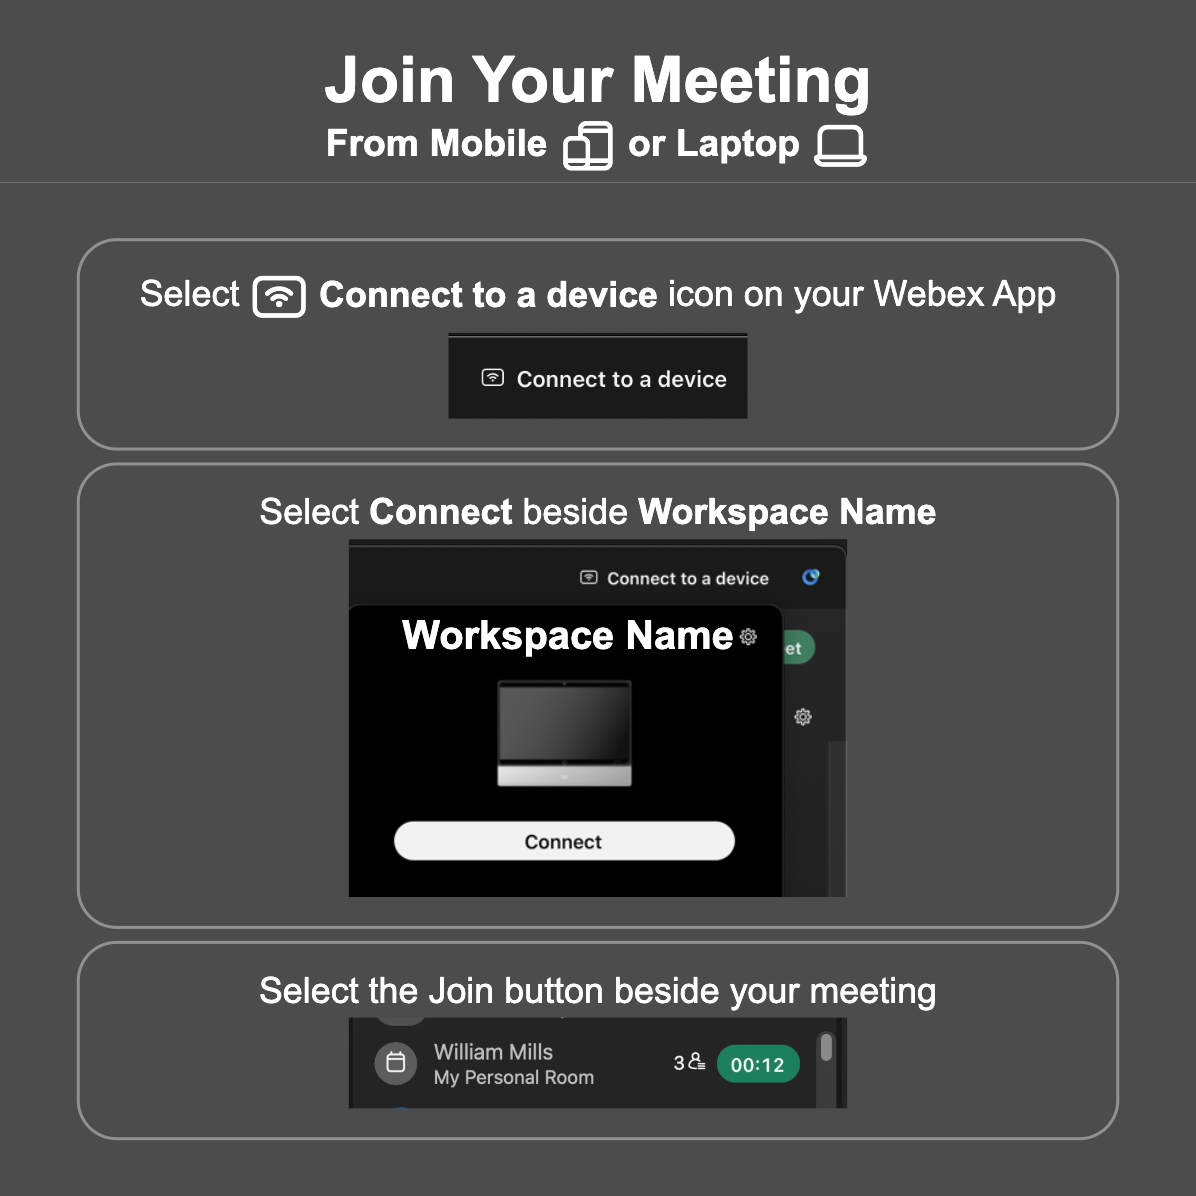 Join Your Meeting
From Mobile or Laptop
Select Connect to a device icon on your Webex App
Connect to a device
Select Connect beside Workspace Name
Connect to a device
Workspace Name
et
Connect
Select the Join button beside your meeting
William Mills
3 00:12
My Personal Room